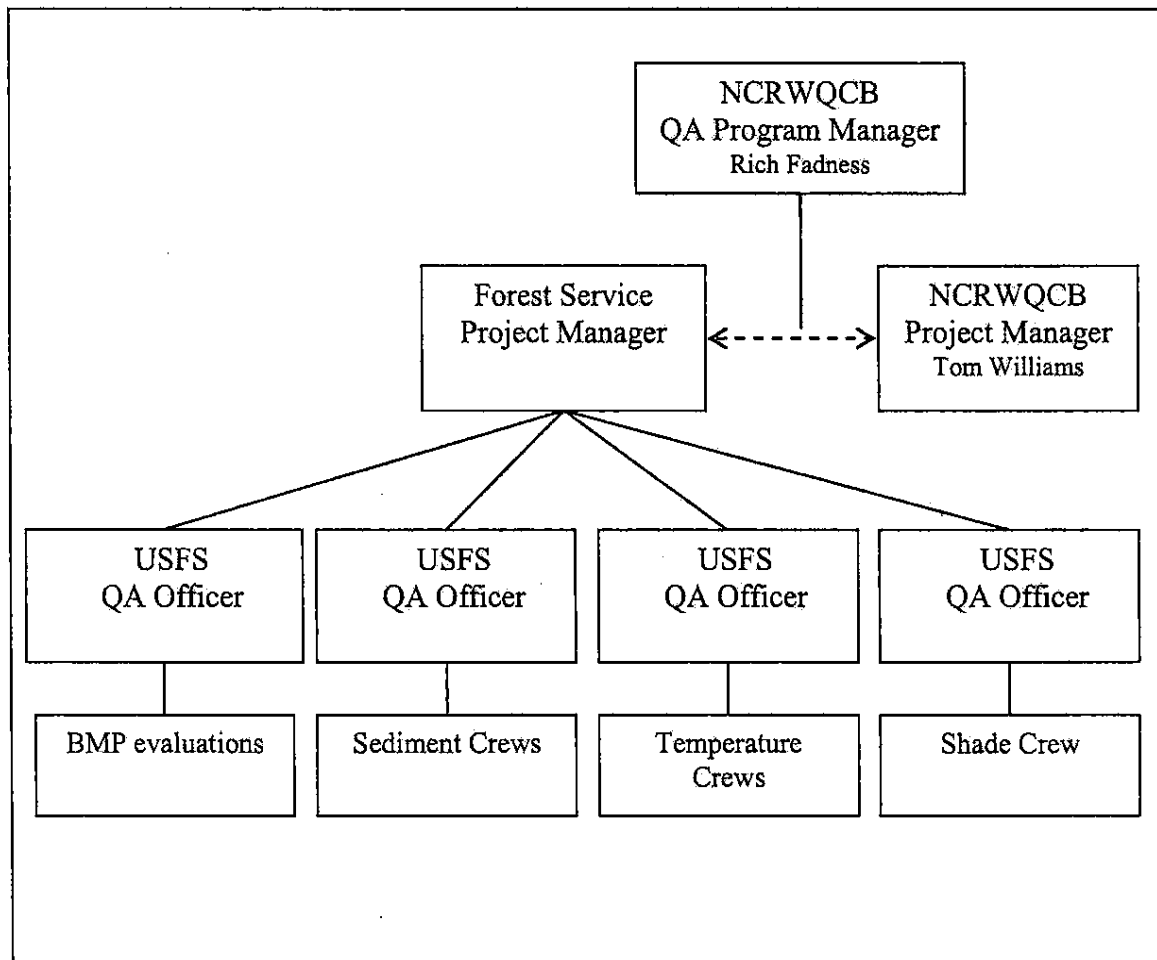 NCRWQCB
QA Program Manager
Rich Fadness
Forest Service
Project Manager
NCRWQCB
Project Manager
Tom Williams
USFS
QA Officer
USFS
QA Officer
USFS
QA Officer
USFS
QA Officer
BMP evaluations
Sediment Crews
Temperature
Crews
Shade Crew